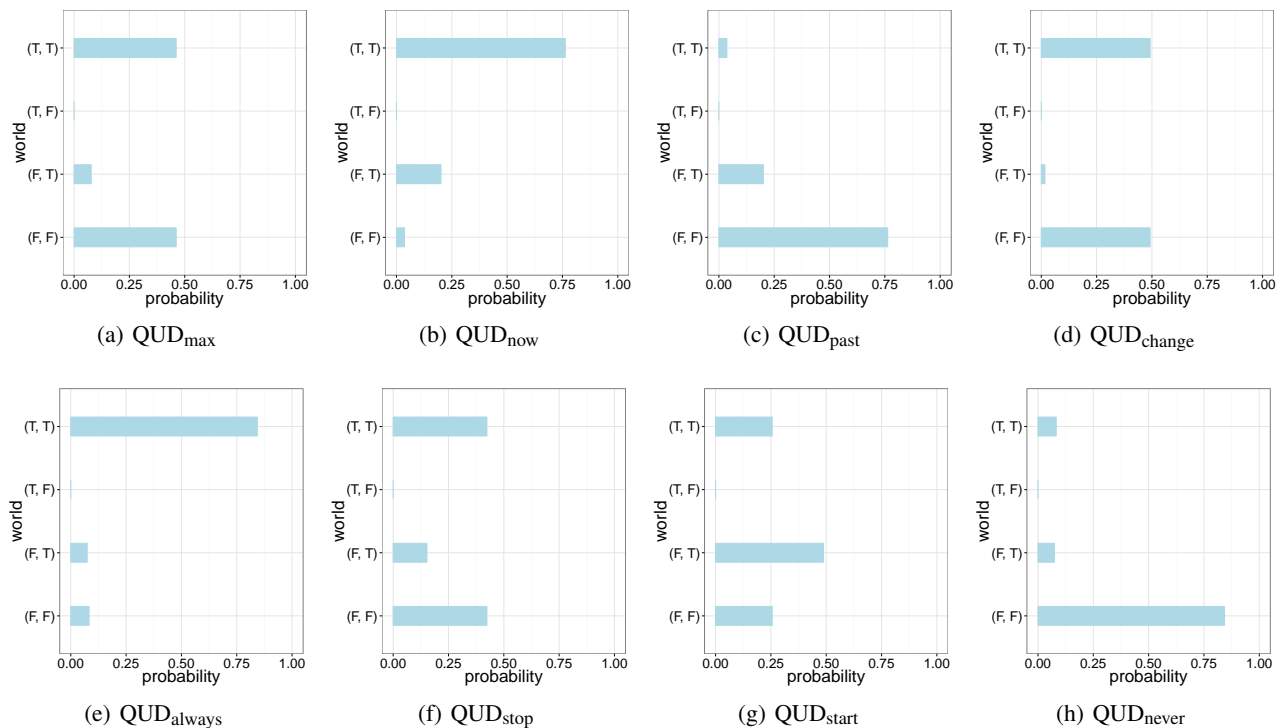 (T, T)
(T, F)
(F, T)
(F, F)
world
0.00 0.25 0.50 0.75 1.00
probability
(a) QUDmax
(T, T)
(T, F)
(F, T)
(F, F)
world
0.00 0.25 0.50 0.75 1.00
probability
(b) QUDnow
(T, T)
(T, F)
(F, T)
(F, F)
world
0.00 0.25 0.50 0.75 1.00
probability
(c) QUDpast
(T, T)
(T, F)
(F, T)
(F, F)
world
0.00 0.25 0.50 0.75 1.00
probability
(d) QUDchange
(T, T)
(T, F)
(F, T)
(F, F)
world
0.00 0.25 0.50 0.75 1.00
probability
(e) QUDalways
(T, T)
(T, F)
(F, T)
(F, F)
world
0.00 0.25 0.50 0.75 1.00
probability
(f) QUDstop
(T, T)
(T, F)
(F, T)
(F, F)
world
0.00 0.25 0.50 0.75 1.00
probability
(g) QUDstart
(T, T)
(T, F)
(F, T)
(F, F)
world
0.00 0.25 0.50 0.75 1.00
probability
(h) QUDnever